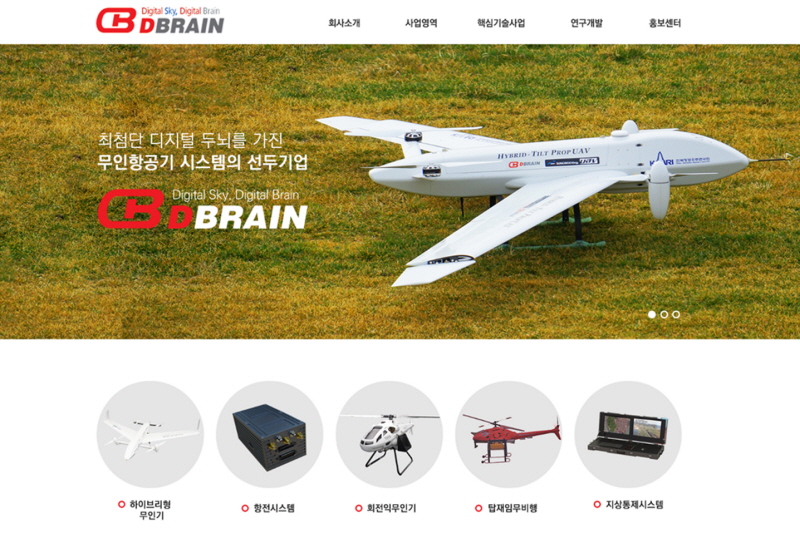 Digital Sky, Digital Brain
DBRAIN
회사소개
사업영역
핵심기술사업
연구개발
홍보센터
최첨단 디지털 두뇌를 가진
무인항공기 시스템의 선두기업
Digital Sky, Digital Brain
DBRAIN
HYBRID - TILT PROP UAV
DBRAIN
KARI
하이브리형
무인기
항전시스템
회전익무인기
탑재임무비행
지상통제시스템